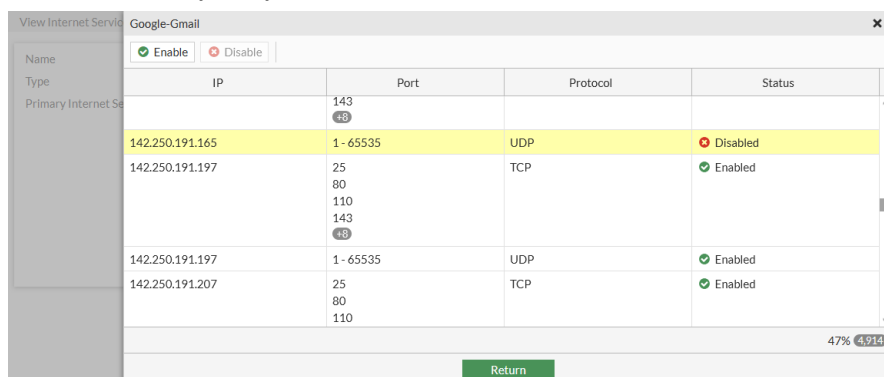 View Internet Servic
Google-Gmail
Name
Type
Primary Internet Se
Enable Disable
IP Port Protocol Status
143
+8
142.250.191.165 1 - 65535 UDP Disabled
142.250.191.197 25 TCP Enabled
80
110
143
+8
142.250.191.197 1 - 65535 UDP Enabled
142.250.191.207 25 TCP Enabled
80
110
47% 4,914
Return